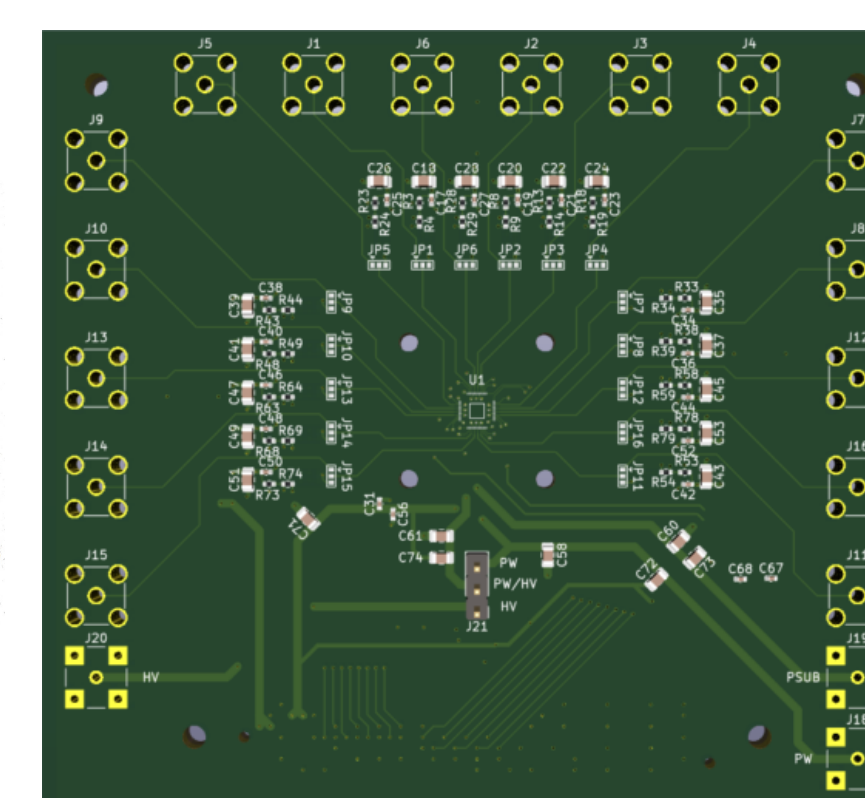 J5 J1 J6 J2 J3 J4
J9 J7
C26 C18 C28 C20 C22 C24
R23 C25 R3 C17 R28 C27 R8 C19 R13 C21 R18 C23
R24 R4 R29 R9 R14 R19
J10 J8
JP5 JP1 JP6 JP2 JP3 JP4
C39 C38 R44 JP9 JP7 R33 C35
R43 R34 C34
J13 J12
C41 C40 R49 JP10 JP8 R38 C37
R48 R39 C36
U1
C47 C46 R64 JP13 JP12 R58 C45
R63 R59 C44
C49 C48 R69 JP14 JP16 R78 C53
R68 R79 C52
J14 J16
C51 C50 R74 JP15 JP11 R53 C43
R73 R54 C42
C71 C31 C56
C61 C60
C74 C58 C73
J15 J11
PW C72 C68 C67
PW/HV
HV
J21
J20 J19
HV PSUB
J18
PW